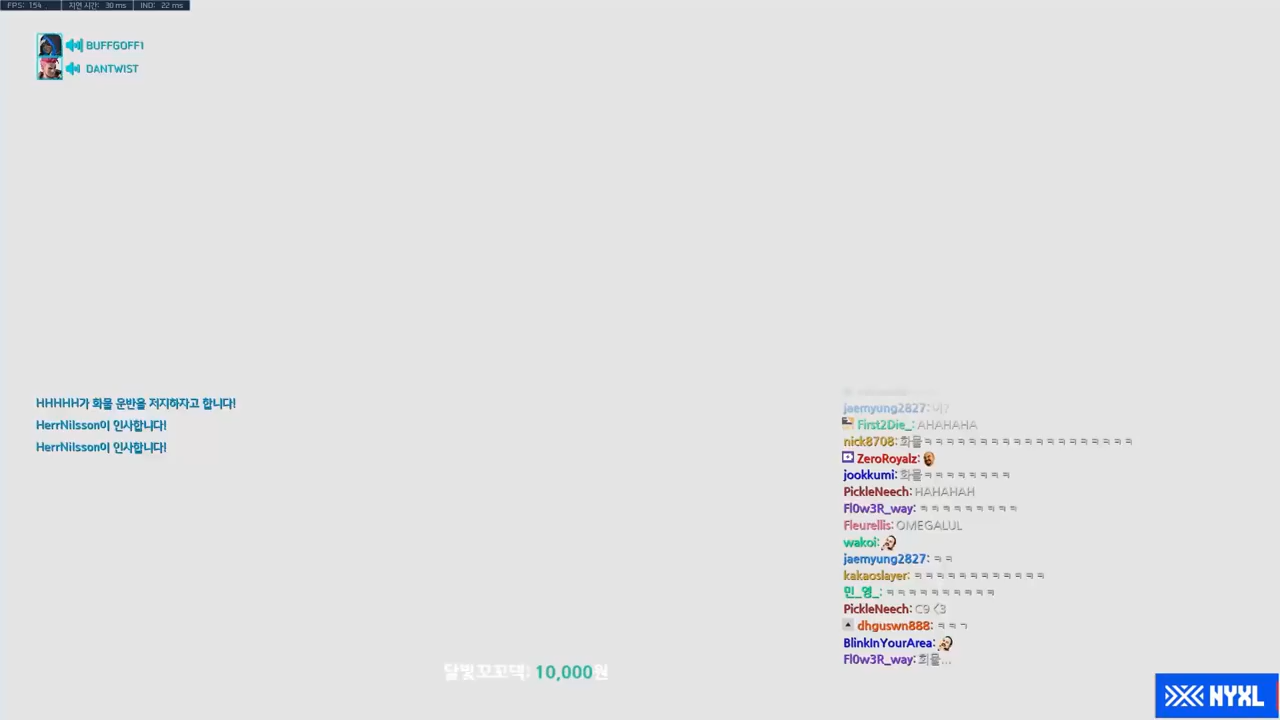 FPS: 154 지연 시간: 30 ms IND: 22 ms
BUFFGOFF1
DANTWIST
HHHHH가 화물 운반을 저지하자고 합니다!
HerrNilsson이 인사합니다!
HerrNilsson이 인사합니다!
jaemyung2827: 어?
First2Die_: AHAHAHA
nick8708: 화물ㅋㅋㅋㅋㅋㅋㅋㅋㅋㅋㅋㅋㅋㅋㅋㅋㅋㅋㅋ
ZeroRoyalz:
jookkumi: 화물ㅋㅋㅋㅋㅋㅋㅋㅋ
PickleNeech: HAHAHAH
Fl0w3R_way: ㅋㅋㅋㅋㅋㅋㅋㅋㅋ
Fleurellis: OMEGALUL
wakoi:
jaemyung2827: ㅋㅋ
kakaoslayer: ㅋㅋㅋㅋㅋㅋㅋㅋㅋㅋㅋㅋ
민_영_: ㅋㅋㅋㅋㅋㅋㅋㅋㅋㅋ
PickleNeech: C9 <3
dhguswn888: ㅋㅋㄱ
BlinkInYourArea:
Fl0w3R_way: 화물...
달빛꼬꼬댁: 10,000원
NYXL